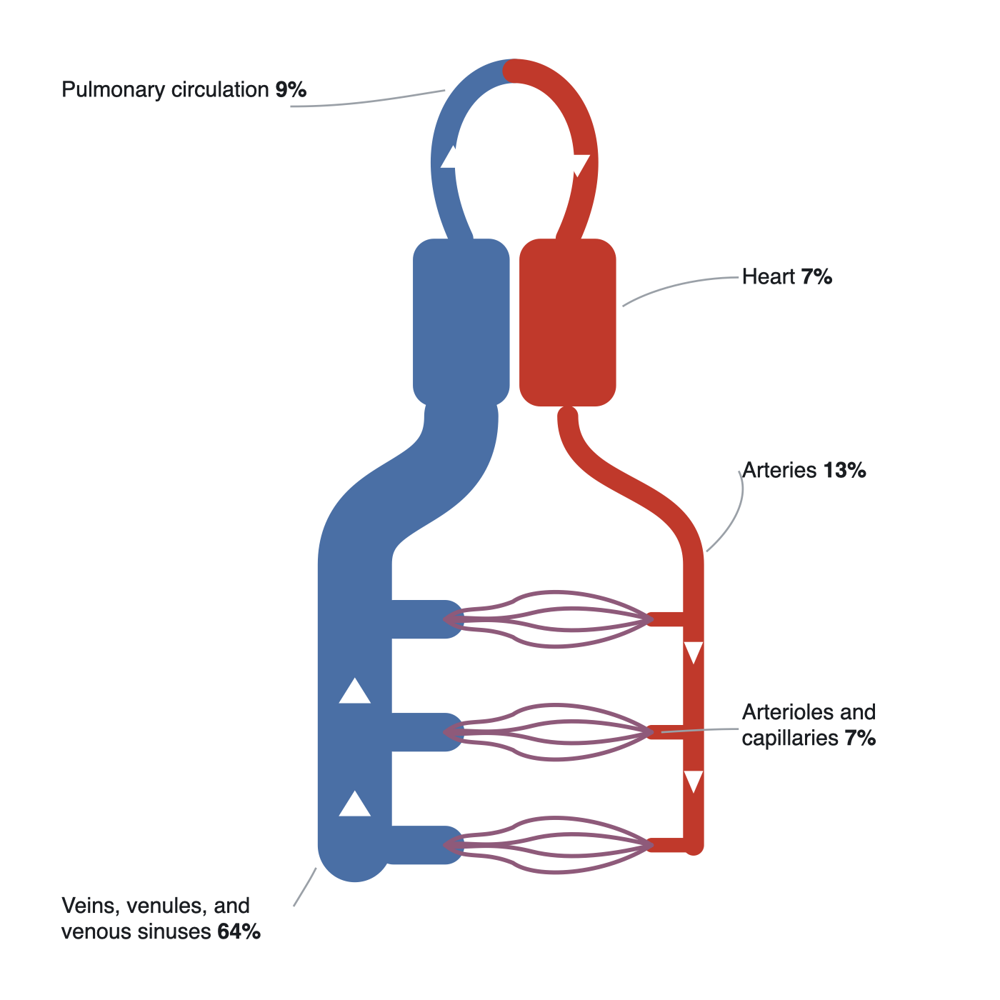 Pulmonary circulation 9%
Heart 7%
Arteries 13%
Arterioles and
capillaries 7%
Veins, venules, and
venous sinuses 64%